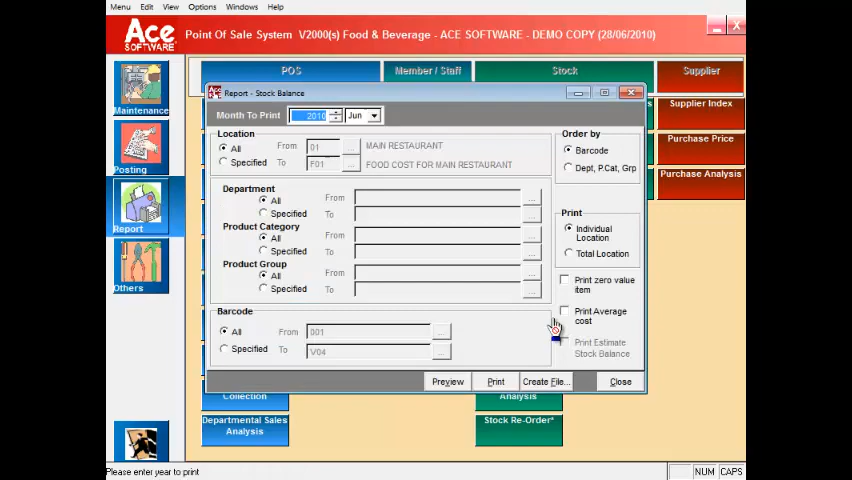 Menu Edit View Options Windows Help
Ace
SOFTWARE
Point Of Sale System V2000(s) Food & Beverage - ACE SOFTWARE - DEMO COPY (28/06/2010)
POS Member / Staff Stock Supplier
Maintenance
Posting
Report
Others
Supplier Index
Purchase Price
Purchase Analysis
Report - Stock Balance
Month To Print 2010 Jun
Location
All From 01 ... MAIN RESTAURANT
Specified To F01 ... FOOD COST FOR MAIN RESTAURANT
Department
All From ...
Specified To ...
Product Category
All From ...
Specified To ...
Product Group
All From ...
Specified To ...
Barcode
All From 001 ...
Specified To V04 ...
Order by
Barcode
Dept, P.Cat, Grp
Print
Individual
Location
Total Location
Print zero value
item
Print Average
cost
Print Estimate
Stock Balance
Preview Print Create File... Close
Collection
Analysis
Departmental Sales
Analysis
Stock Re-Order*
Please enter year to print
NUM CAPS